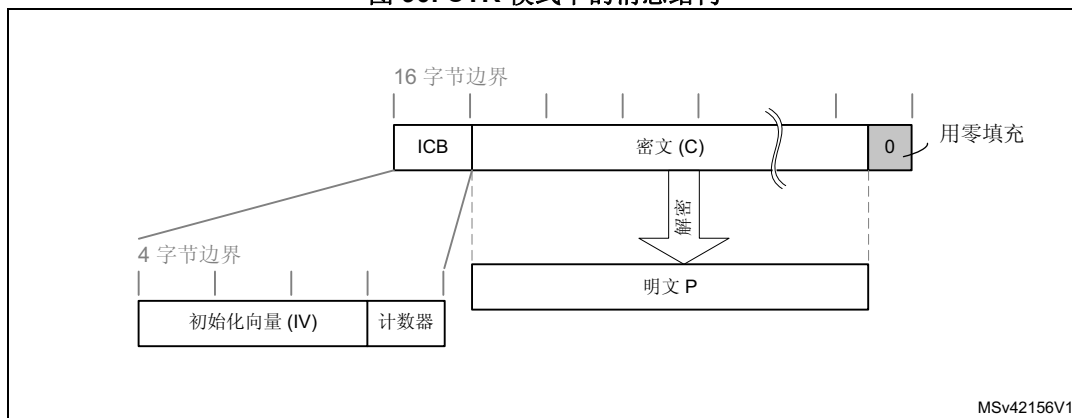 16 字节边界
ICB
密文 (C)
0
用零填充
解密
4 字节边界
明文 P
初始化向量 (IV)
计数器
MSv42156V1